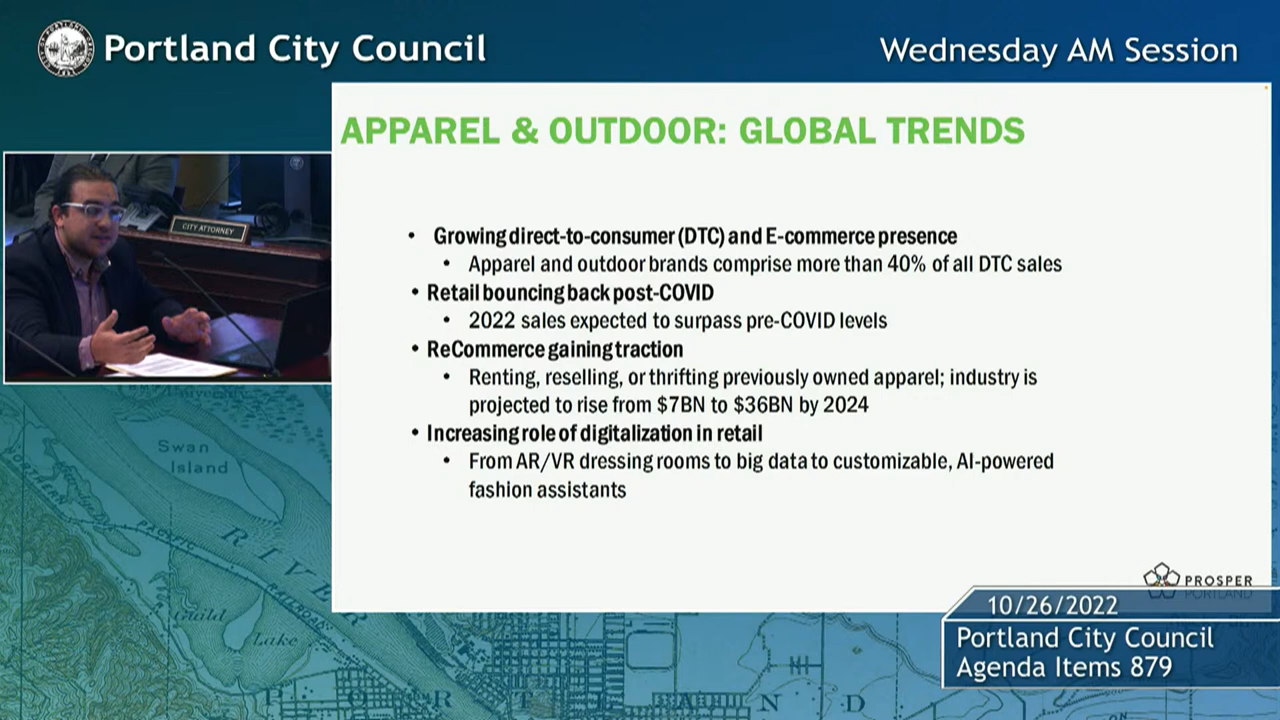 Portland City Council
Wednesday AM Session
APPAREL & OUTDOOR: GLOBAL TRENDS
CITY ATTORNEY
• Growing direct-to-consumer (DTC) and E-commerce presence
• Apparel and outdoor brands comprise more than 40% of all DTC sales
• Retail bouncing back post-COVID
• 2022 sales expected to surpass pre-COVID levels
• ReCommerce gaining traction
• Renting, reselling, or thrifting previously owned apparel; industry is
projected to rise from $7BN to $36BN by 2024
• Increasing role of digitalization in retail
• From AR/VR dressing rooms to big data to customizable, AI-powered
fashion assistants
University
Swan
Island
NORTHERN
PACIFIC
RAILROAD
RIVER
Guild
Lake
PORTLAND
PROSPER
PORTLAND
10/26/2022
Portland City Council
Agenda Items 879